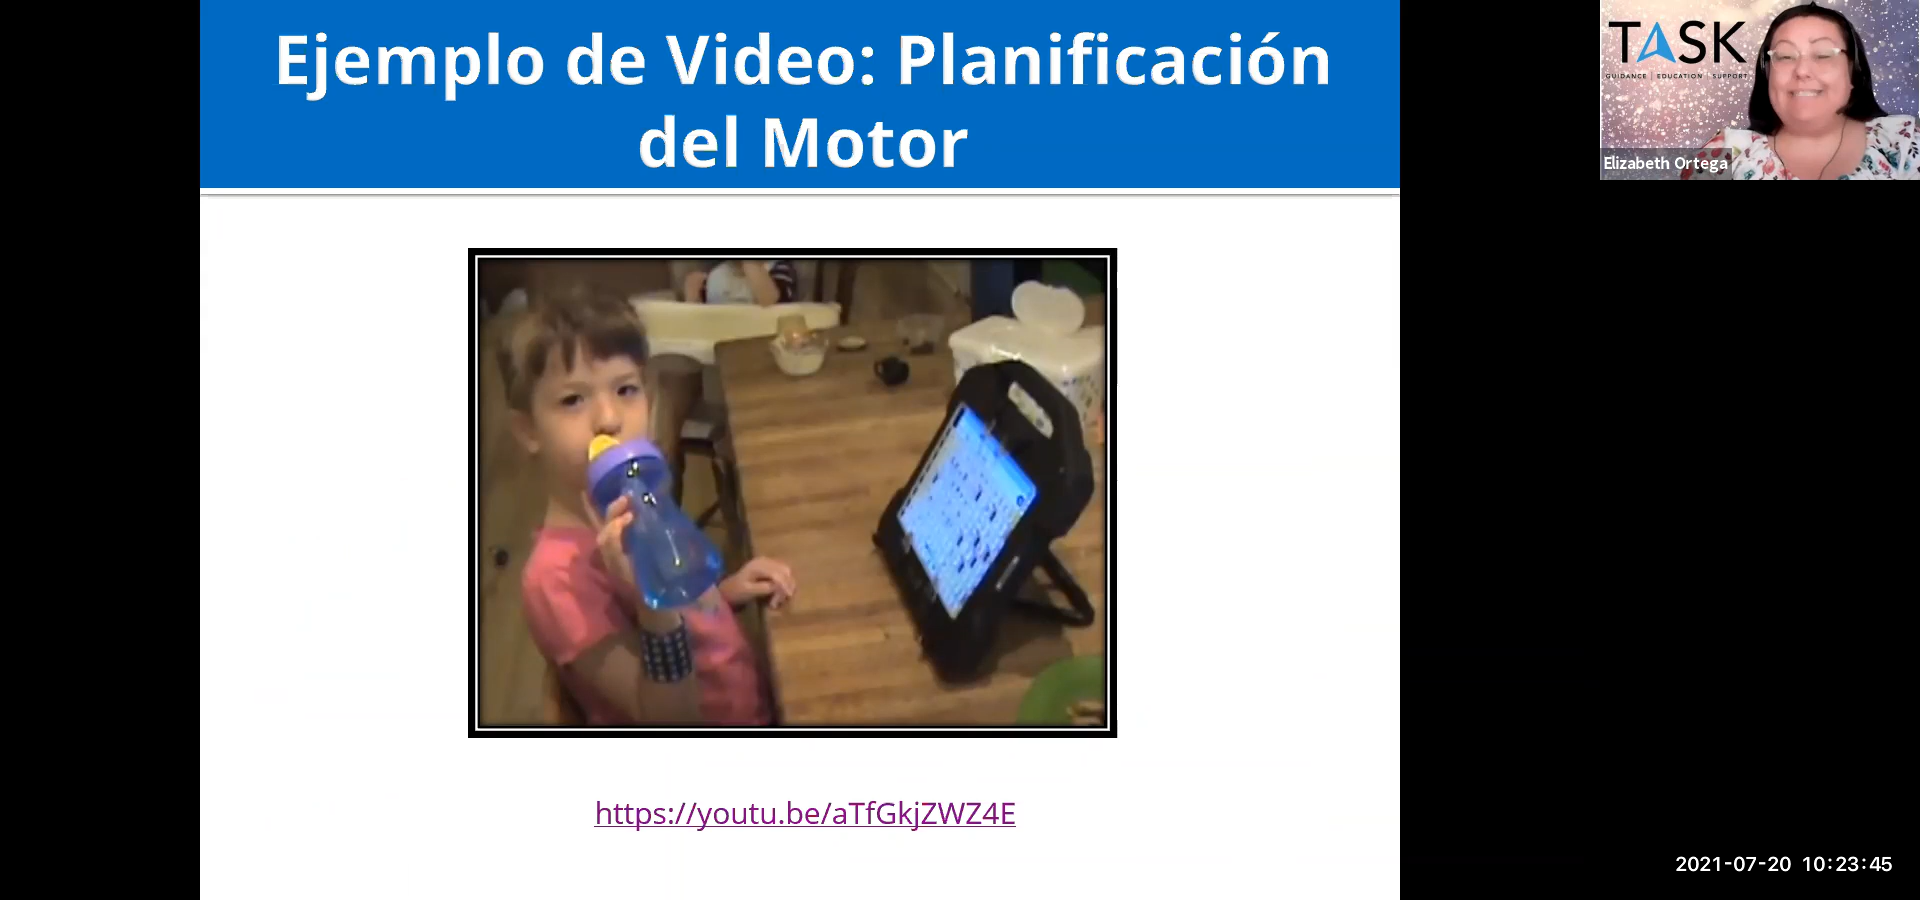 Ejemplo de Video: Planificación
del Motor
TASK
GUIDANCE | EDUCATION | SUPPORT
Elizabeth Ortega
https://youtu.be/aTfGkjZWZ4E
2021-07-20 10:23:45